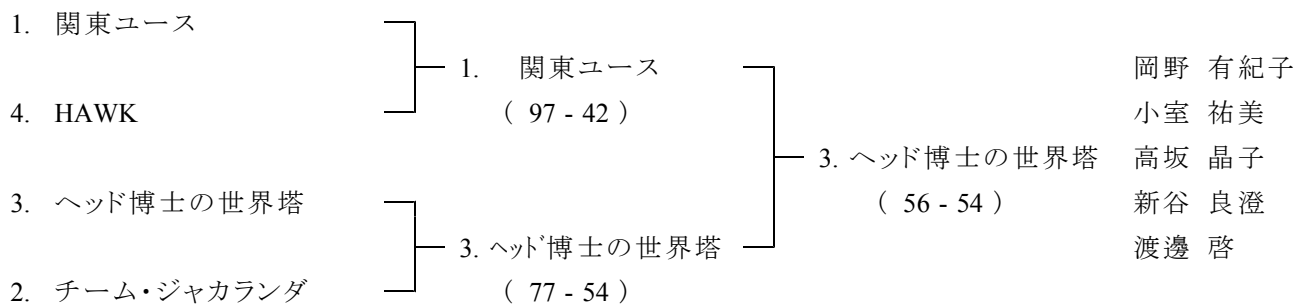 1. 関東ユース
4. HAWK
3. ヘッド博士の世界塔
2. チーム・ジャカランダ
1. 関東ユース
( 97 - 42 )
3. ヘッド博士の世界塔
( 77 - 54 )
3. ヘッド博士の世界塔
( 56 - 54 )
岡野 有紀子
小室 祐美
高坂 晶子
新谷 良澄
渡邊 啓